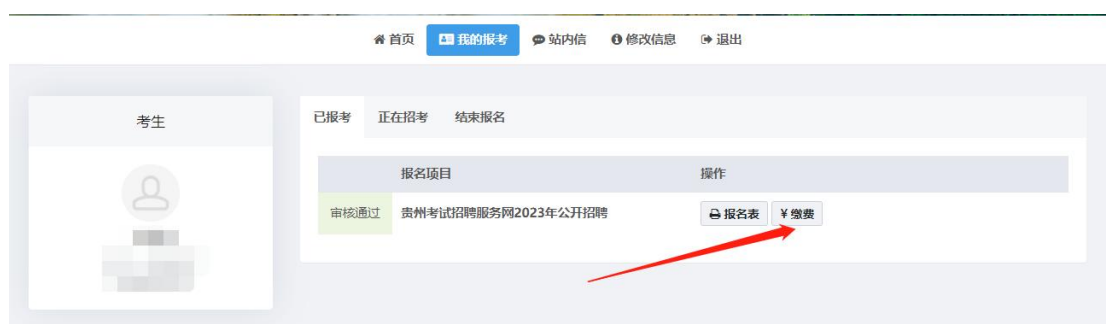 首页 我的报考 站内信 修改信息 退出
考生
已报考 正在招考 结束报名
报名项目 操作
审核通过 贵州考试招聘服务网2023年公开招聘 报名表 ¥缴费